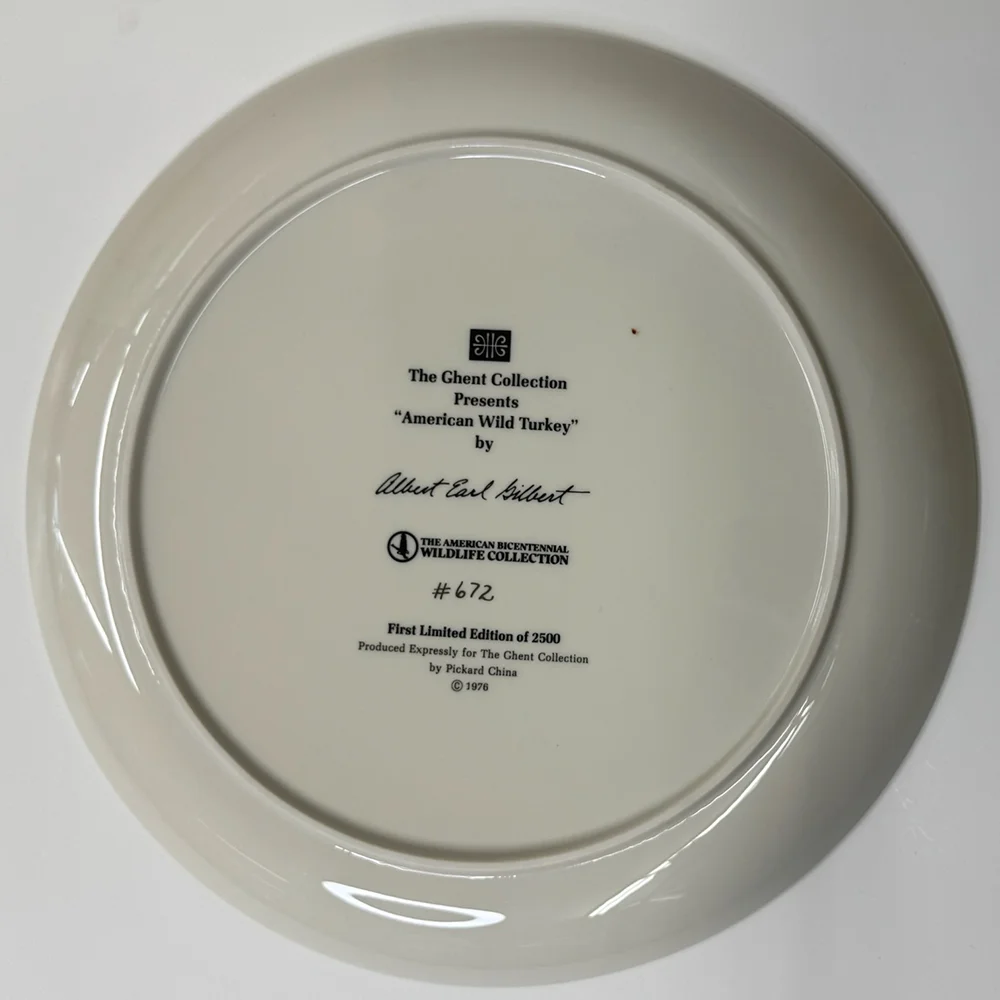 The Ghent Collection
Presents
“American Wild Turkey”
by
Albert Earl Gilbert
THE AMERICAN BICENTENNIAL
WILDLIFE COLLECTION
#672
First Limited Edition of 2500
Produced Expressly for The Ghent Collection
by Pickard China
© 1976